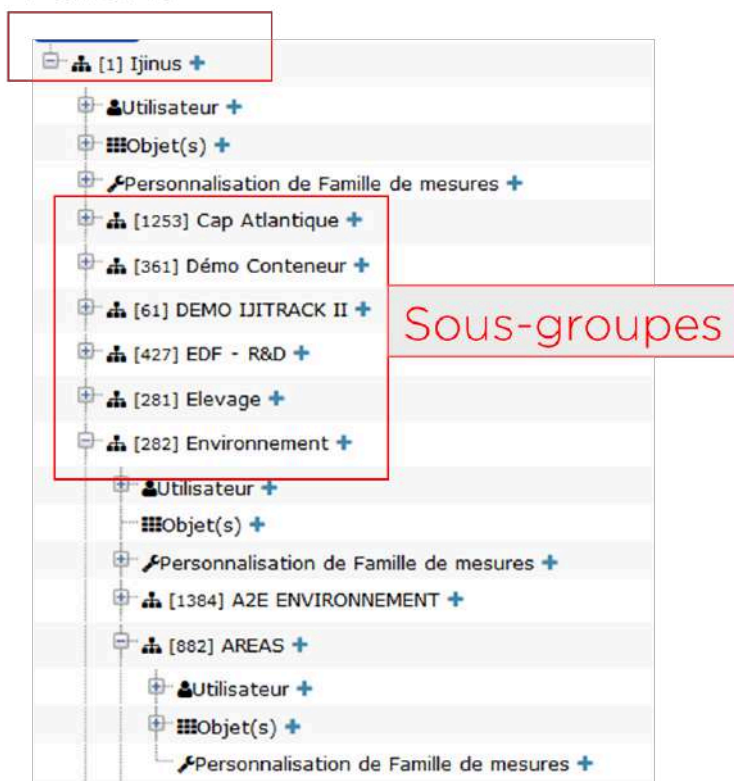 [1] Ijinus +
Utilisateur +
Objet(s) +
Personnalisation de Famille de mesures +
[1253] Cap Atlantique +
[361] Démo Conteneur +
[61] DEMO IJITRACK II +
Sous-groupes
[427] EDF - R&D +
[281] Elevage +
[282] Environnement +
Utilisateur +
Objet(s) +
Personnalisation de Famille de mesures +
[1384] A2E ENVIRONNEMENT +
[882] AREAS +
Utilisateur +
Objet(s) +
Personnalisation de Famille de mesures +